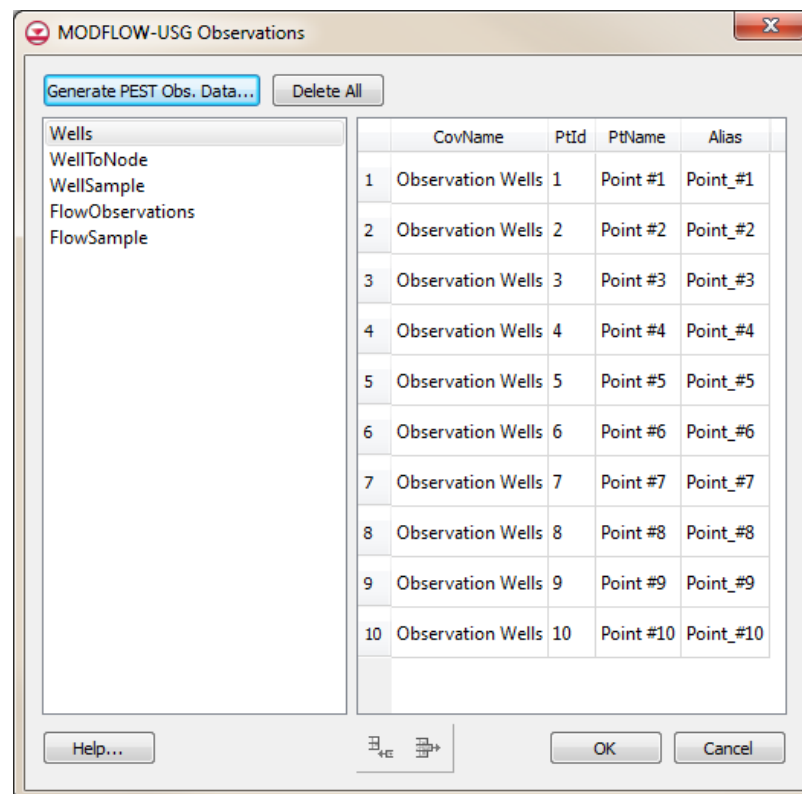 MODFLOW-USG Observations
Generate PEST Obs. Data... Delete All
Wells
WellToNode
WellSample
FlowObservations
FlowSample
CovName PtId PtName Alias
1 Observation Wells 1 Point #1 Point_#1
2 Observation Wells 2 Point #2 Point_#2
3 Observation Wells 3 Point #3 Point_#3
4 Observation Wells 4 Point #4 Point_#4
5 Observation Wells 5 Point #5 Point_#5
6 Observation Wells 6 Point #6 Point_#6
7 Observation Wells 7 Point #7 Point_#7
8 Observation Wells 8 Point #8 Point_#8
9 Observation Wells 9 Point #9 Point_#9
10 Observation Wells 10 Point #10 Point_#10
Help... OK Cancel